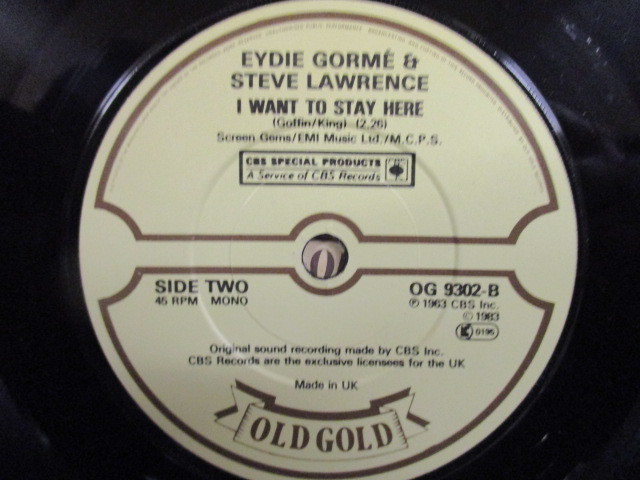 EYDIE GORMÉ &
STEVE LAWRENCE
I WANT TO STAY HERE
(Goffin/King) (2.26)
Screen Gems/EMI Music Ltd./M.C.P.S.
CBS SPECIAL PRODUCTS
A Service of CBS Records
SIDE TWO
45 RPM MONO
OG 9302-B
℗ 1963 CBS Inc.
© 1983
K 0195
Original sound recording made by CBS Inc.
CBS Records are the exclusive licensees for the UK
Made in UK
OLD GOLD